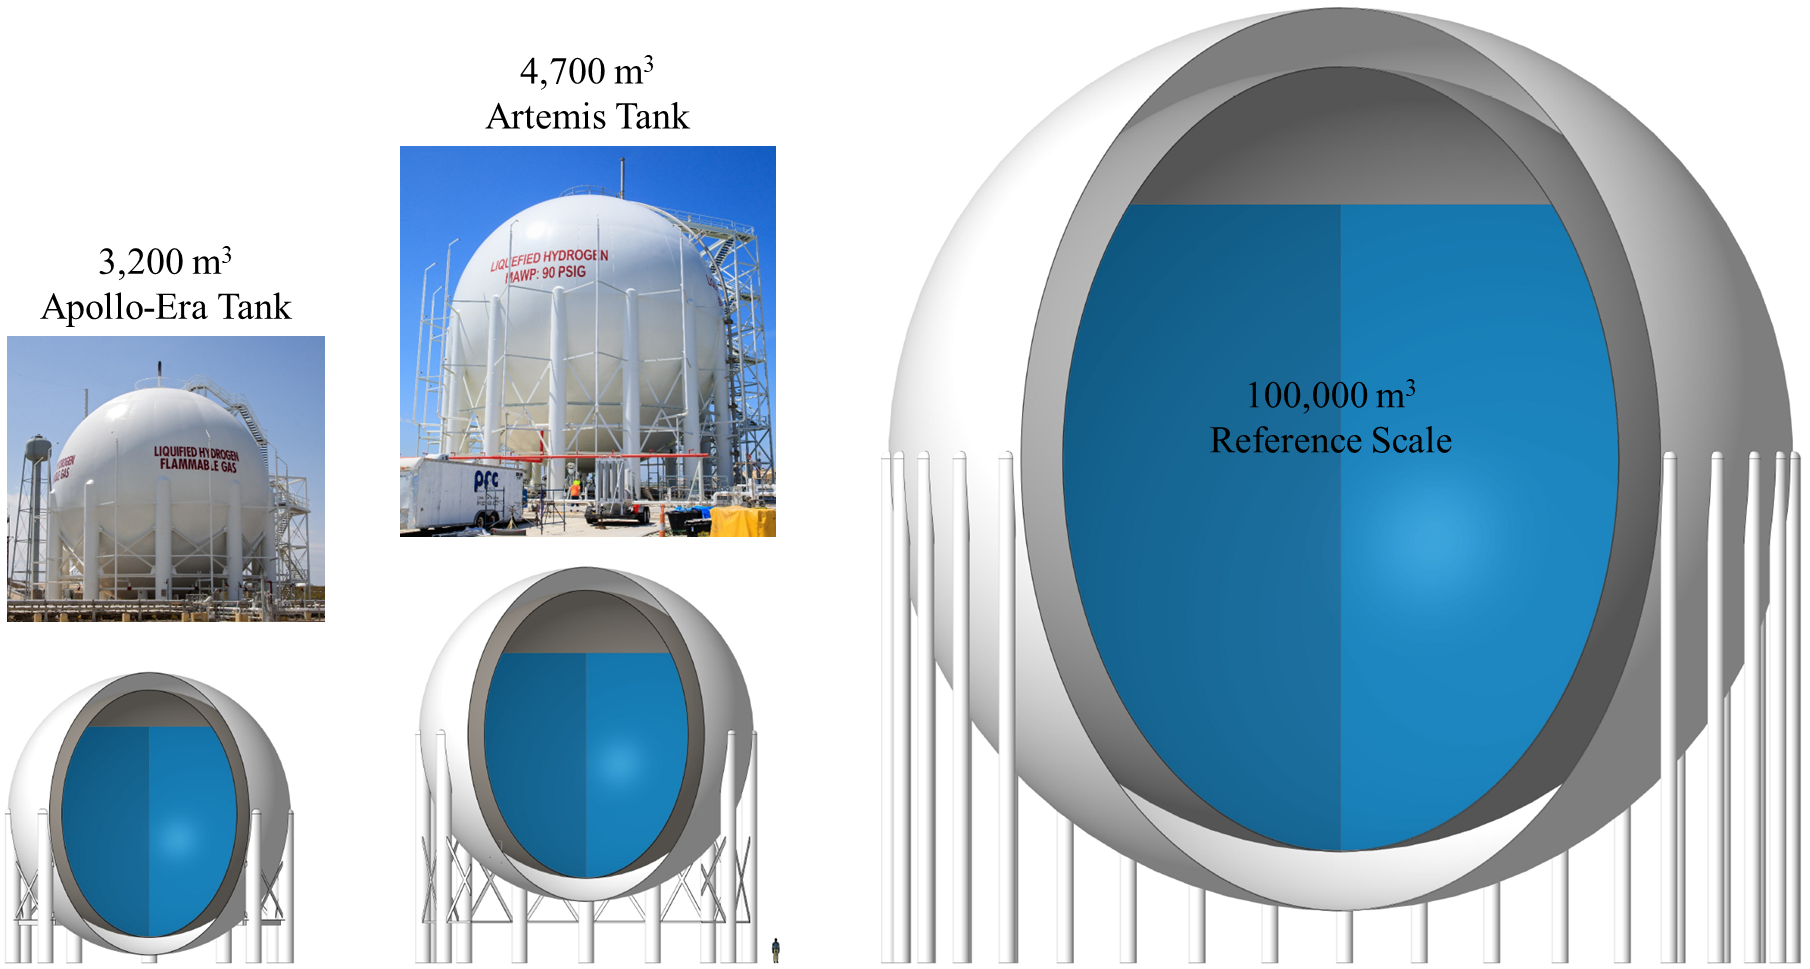 3,200 m³
Apollo-Era Tank
LIQUIFIED HYDROGEN
FLAMMABLE GAS
4,700 m³
Artemis Tank
LIQUEFIED HYDROGEN
MAWP: 90 PSIG
prc
100,000 m³
Reference Scale